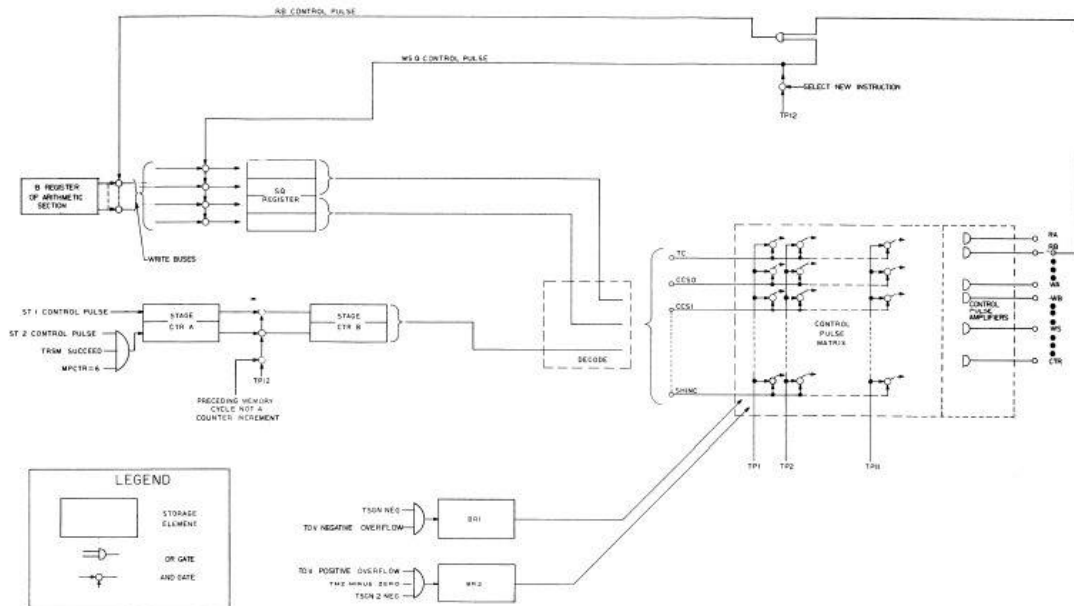 RB CONTROL PULSE
WSQ CONTROL PULSE
SELECT NEW INSTRUCTION
TP12
B REGISTER
OF ARITHMETIC
SECTION
SQ
REGISTER
WRITE BUSES
ST 1 CONTROL PULSE
STAGE
CTR A
STAGE
CTR B
ST 2 CONTROL PULSE
TRSM SUCCEED
MPCTR=6
TP12
PRECEDING MEMORY
CYCLE NOT A
COUNTER INCREMENT
DECODE
TC
CCS0
CCS1
SHINC
CONTROL
PULSE
MATRIX
TP1
TP2
TP11
CONTROL
PULSE
AMPLIFIERS
RA
RB
WA
WB
WS
CTR
LEGEND
STORAGE
ELEMENT
OR GATE
AND GATE
TSGN NEG
TOV NEGATIVE OVERFLOW
BR1
TOV POSITIVE OVERFLOW
TMZ MINUS ZERO
TSGN 2 NEG
BR2